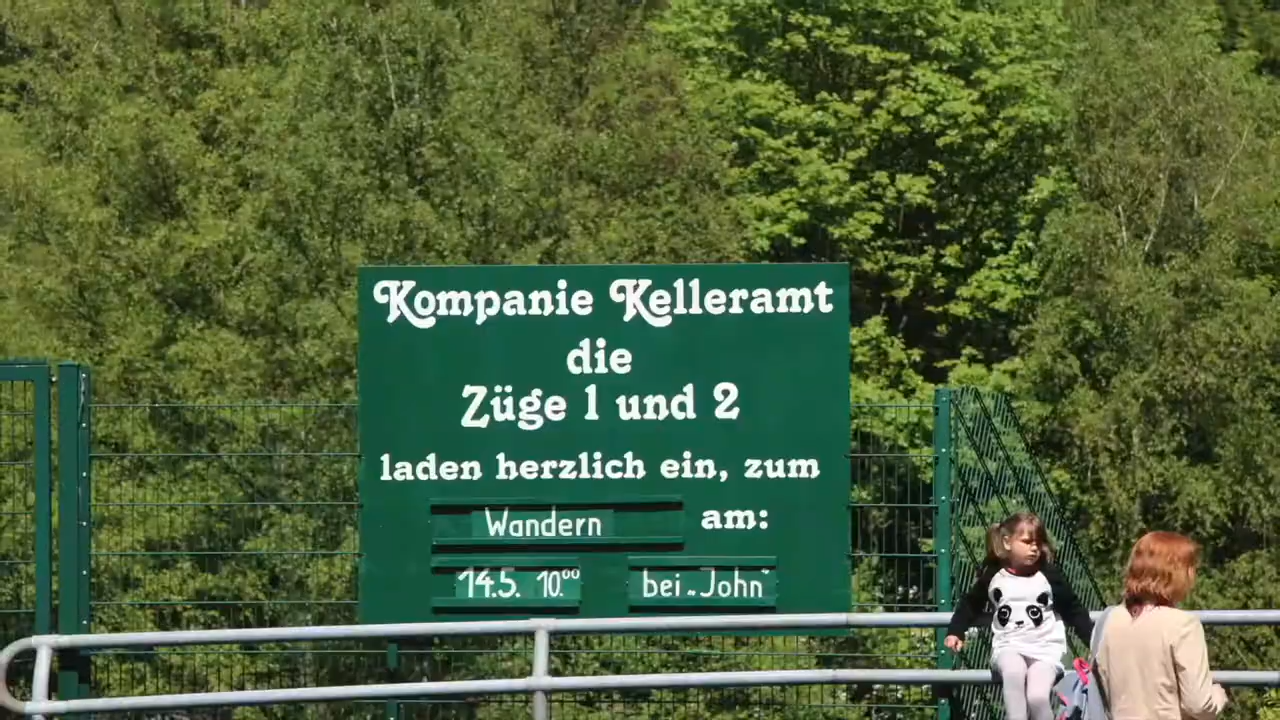 Kompanie Kelleramt
die
Züge 1 und 2
laden herzlich ein, zum
Wandern am:
14.5. 10⁰⁰ bei „John“